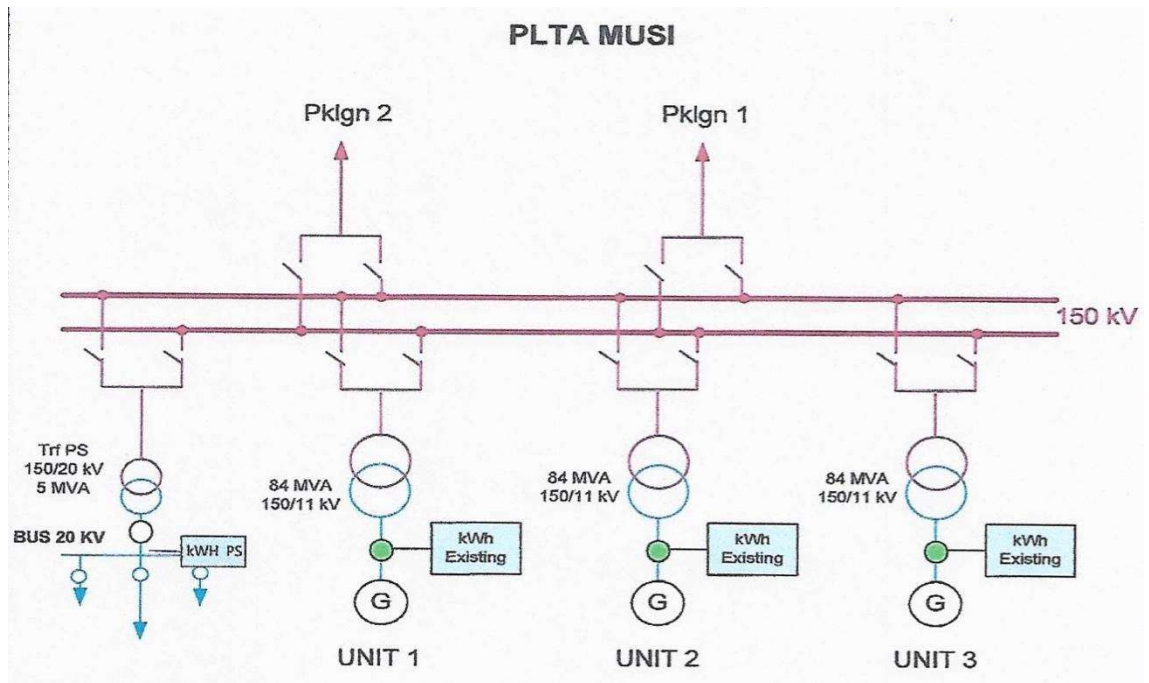 PLTA MUSI
Pklgn 2
Pklgn 1
150 kV
Trf PS
150/20 kV
5 MVA
84 MVA
150/11 kV
84 MVA
150/11 kV
84 MVA
150/11 kV
BUS 20 KV
kWH PS
kWh
Existing
kWh
Existing
kWh
Existing
G
G
G
UNIT 1
UNIT 2
UNIT 3